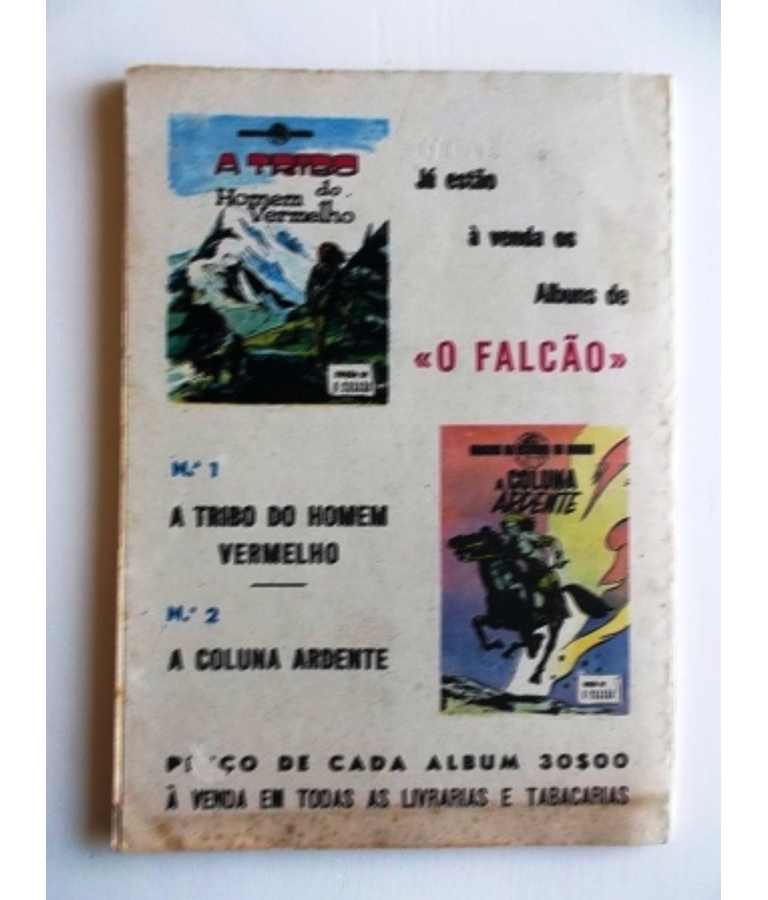 A TRIBO
do
Homem
Vermelho
Já estão
à venda os
Albuns de
«O FALCÃO»
N.º 1
A TRIBO DO HOMEM
VERMELHO
N.º 2
A COLUNA ARDENTE
A COLUNA
ARDENTE
ÇO DE CADA ALBUM 30$00
À VENDA EM TODAS AS LIVRARIAS E TABACARIAS